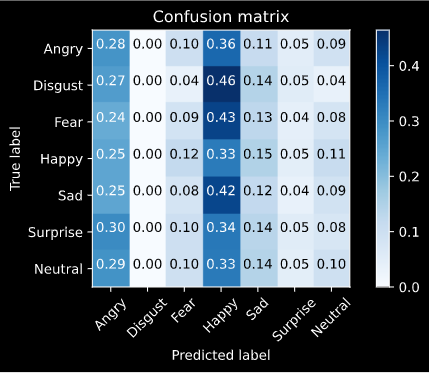 Confusion matrix
Angry 0.28 0.00 0.10 0.36 0.11 0.05 0.09
Disgust 0.27 0.00 0.04 0.46 0.14 0.05 0.04
Fear 0.24 0.00 0.09 0.43 0.13 0.04 0.08
Happy 0.25 0.00 0.12 0.33 0.15 0.05 0.11
Sad 0.25 0.00 0.08 0.42 0.12 0.04 0.09
Surprise 0.30 0.00 0.10 0.34 0.14 0.05 0.08
Neutral 0.29 0.00 0.10 0.33 0.14 0.05 0.10
True label
Angry Disgust Fear Happy Sad Surprise Neutral
Predicted label
0.4
0.3
0.2
0.1
0.0